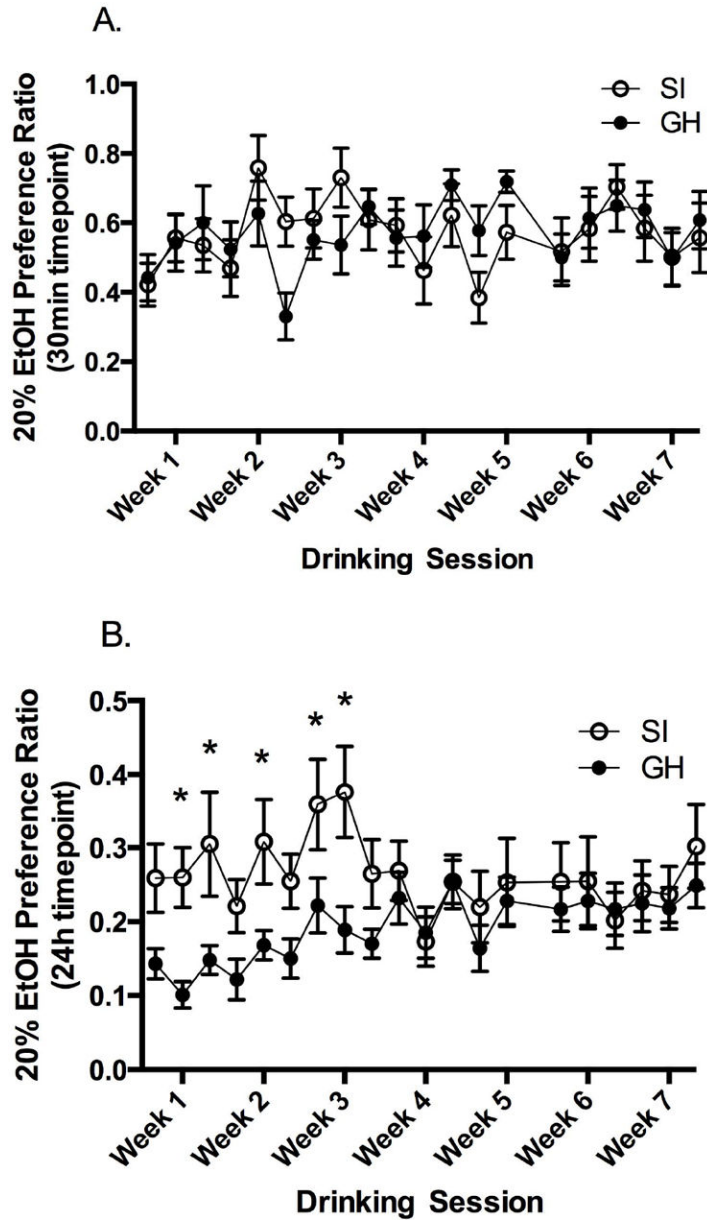 A.
20% EtOH Preference Ratio
(30min timepoint)
1.0
0.8
0.6
0.4
0.2
0.0
SI
GH
Week 1
Week 2
Week 3
Week 4
Week 5
Week 6
Week 7
Drinking Session
B.
20% EtOH Preference Ratio
(24h timepoint)
0.5
0.4
0.3
0.2
0.1
0.0
*
*
*
*
*
SI
GH
Week 1
Week 2
Week 3
Week 4
Week 5
Week 6
Week 7
Drinking Session